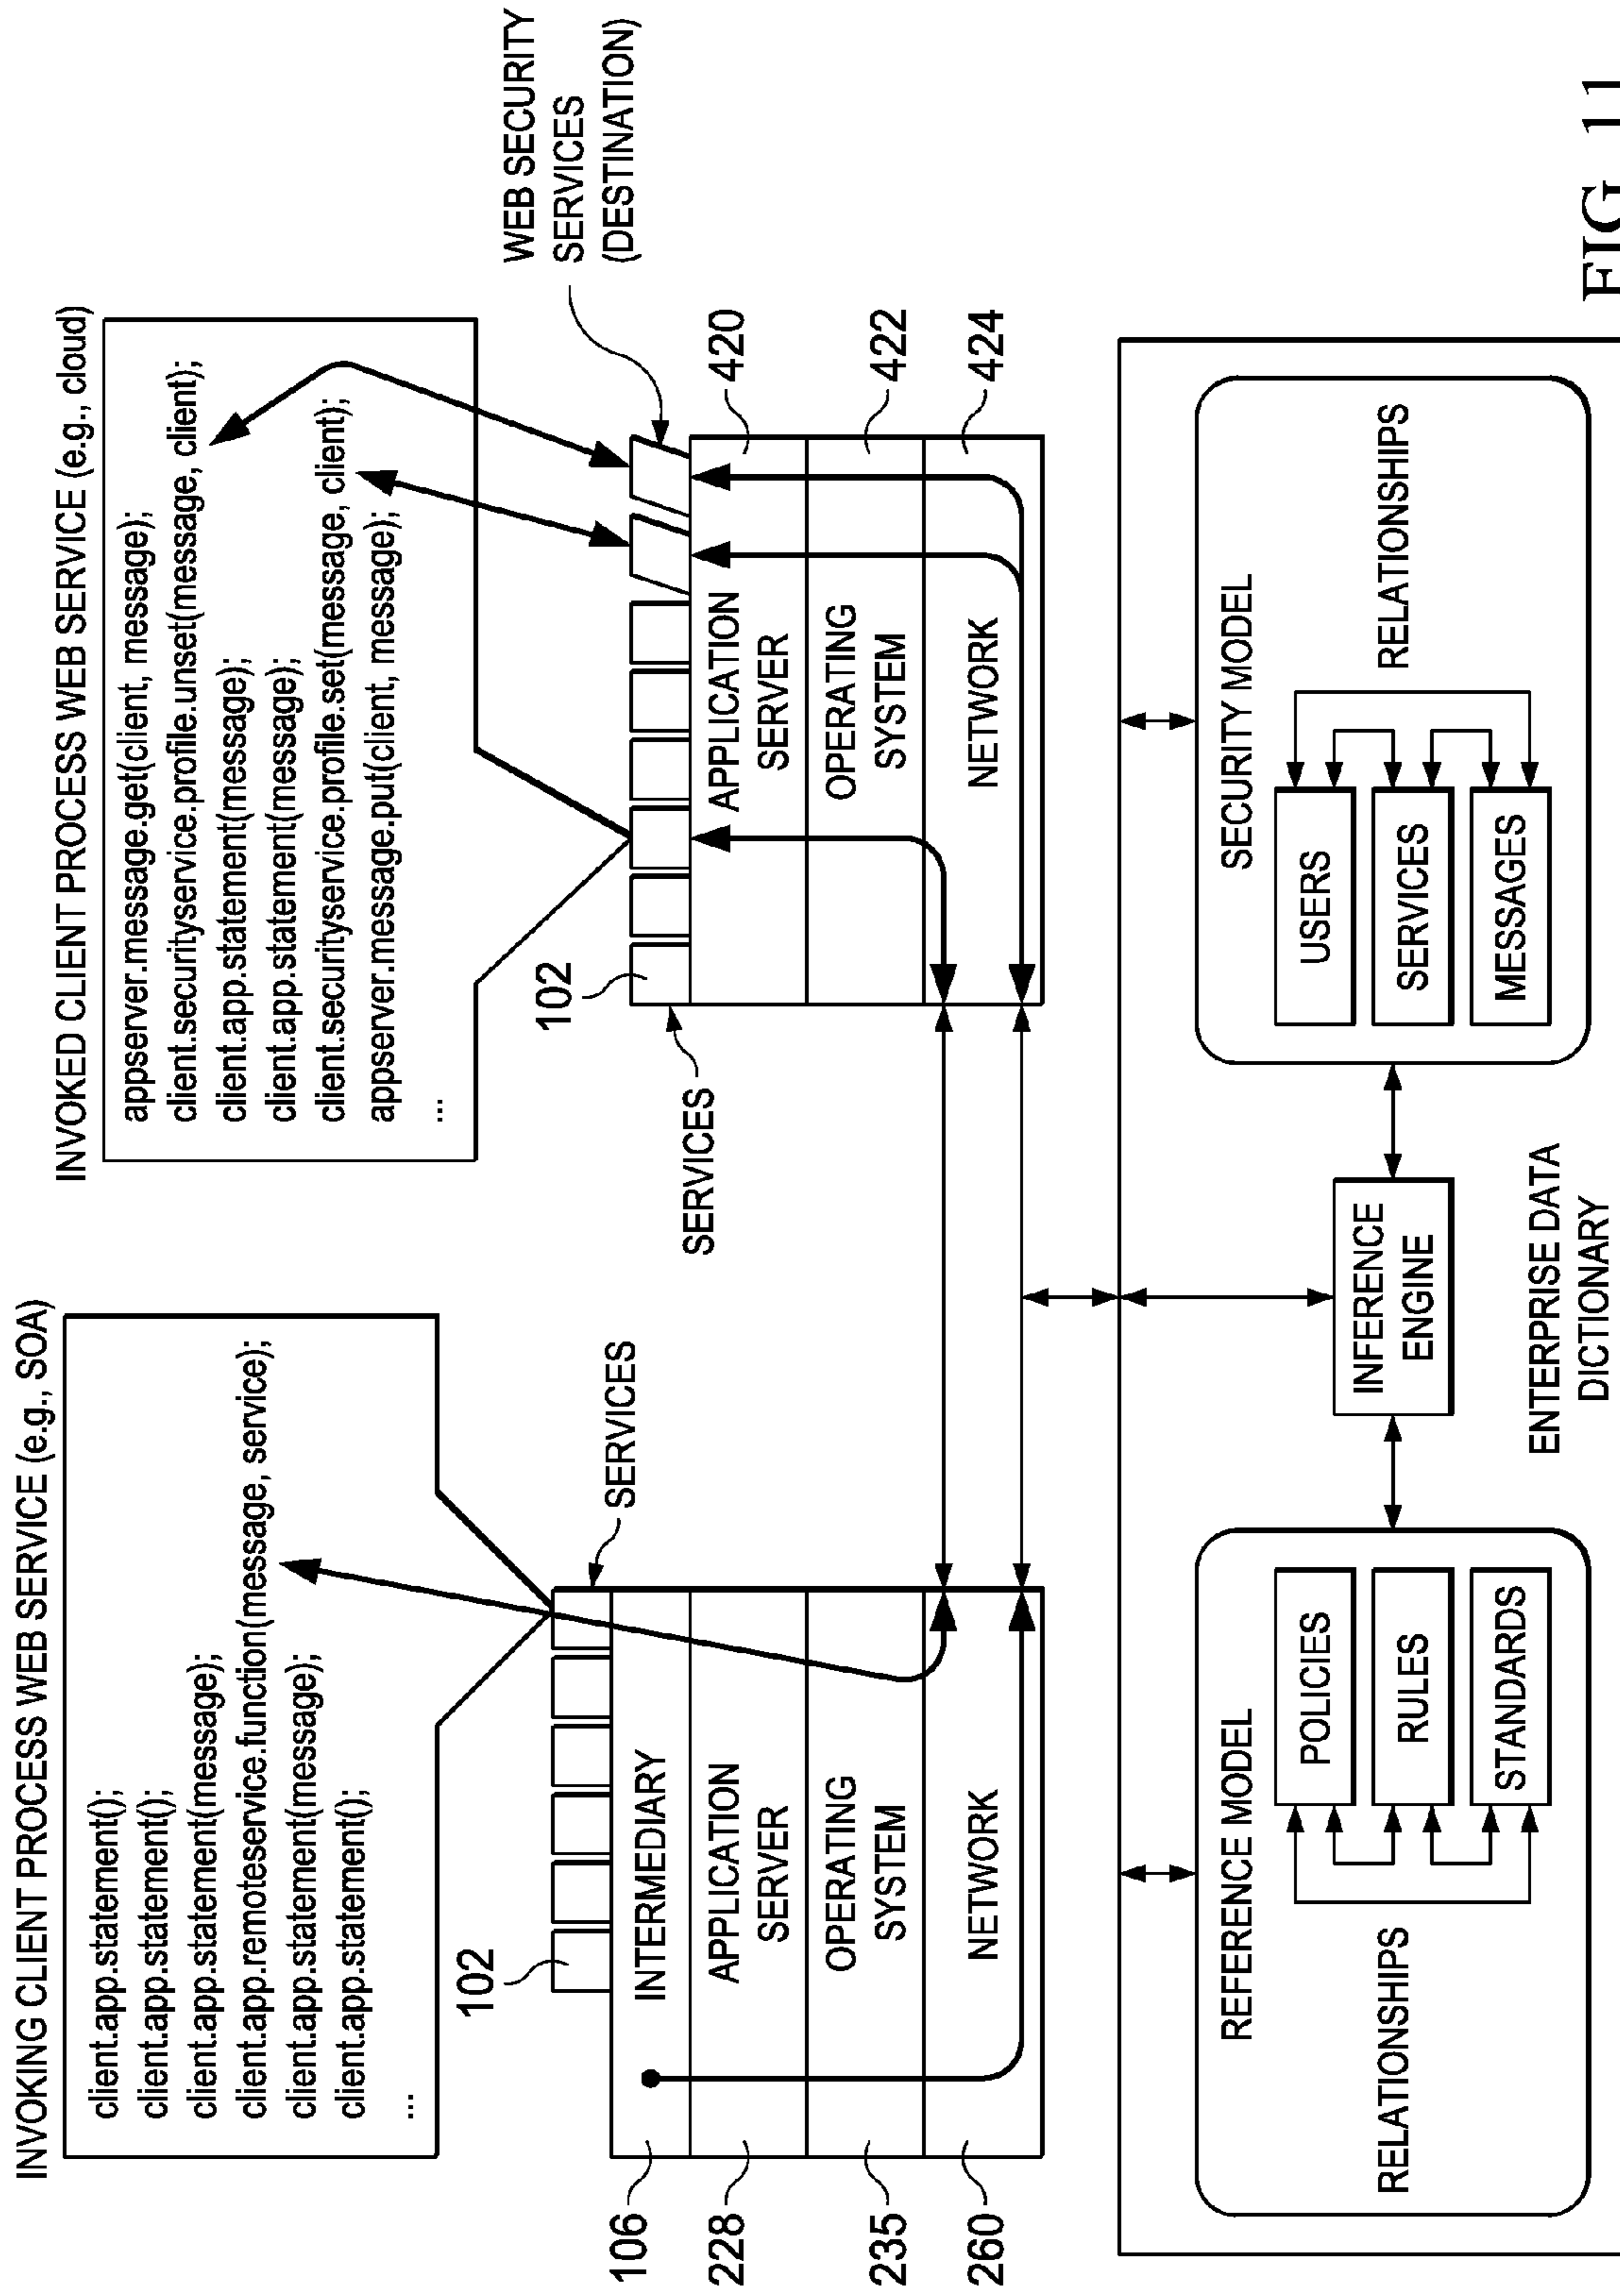 INVOKING CLIENT PROCESS WEB SERVICE (e.g., SOA)
client.app.statement();
client.app.statement();
client.app.statement(message);
client.app.remoteservice.function(message, service);
client.app.statement(message);
client.app.statement();
...
102
SERVICES
106
INTERMEDIARY
228
APPLICATION
SERVER
235
OPERATING
SYSTEM
260
NETWORK
INVOKED CLIENT PROCESS WEB SERVICE (e.g., cloud)
appserver.message.get(client, message);
client.securityservice.profile.unset(message, client);
client.app.statement(message);
client.app.statement(message);
client.securityservice.profile.set(message, client);
appserver.message.put(client, message);
...
WEB SECURITY
SERVICES
(DESTINATION)
102
SERVICES
APPLICATION
SERVER
420
OPERATING
SYSTEM
422
NETWORK
424
REFERENCE MODEL
RELATIONSHIPS
POLICIES
RULES
STANDARDS
INFERENCE
ENGINE
ENTERPRISE DATA
DICTIONARY
SECURITY MODEL
USERS
SERVICES
MESSAGES
RELATIONSHIPS
FIG. 11